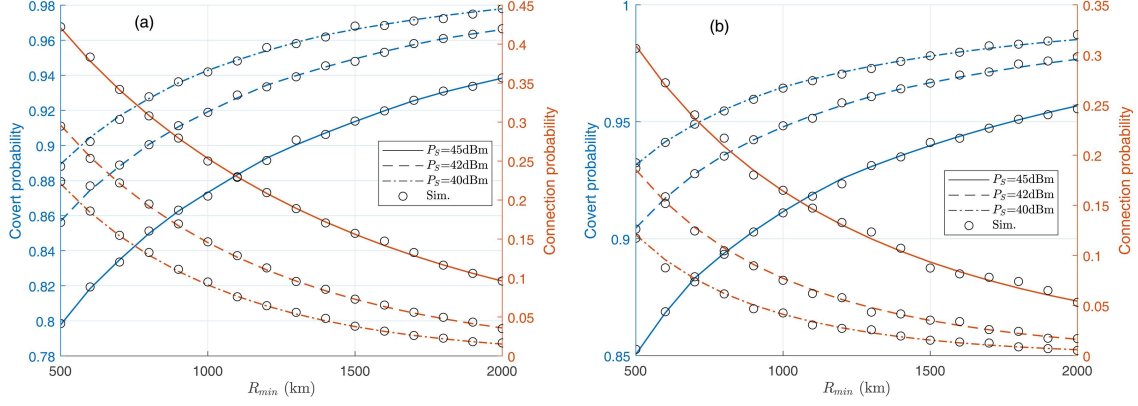 (a)
0.98
0.96
0.94
0.92
0.9
0.88
0.86
0.84
0.82
0.8
0.78
Covert probability
0.45
0.4
0.35
0.3
0.25
0.2
0.15
0.1
0.05
0
Connection probability
P_S=45dBm
P_S=42dBm
P_S=40dBm
Sim.
500 1000 1500 2000
R_min (km)
(b)
1
0.95
0.9
0.85
Covert probability
0.35
0.3
0.25
0.2
0.15
0.1
0.05
0
Connection probability
P_S=45dBm
P_S=42dBm
P_S=40dBm
Sim.
500 1000 1500 2000
R_min (km)